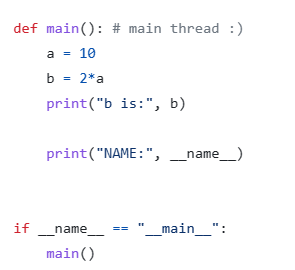 def main(): # main thread :)
    a = 10
    b = 2*a
    print("b is:", b)

    print("NAME:", __name__)


if __name__ == "__main__":
    main()